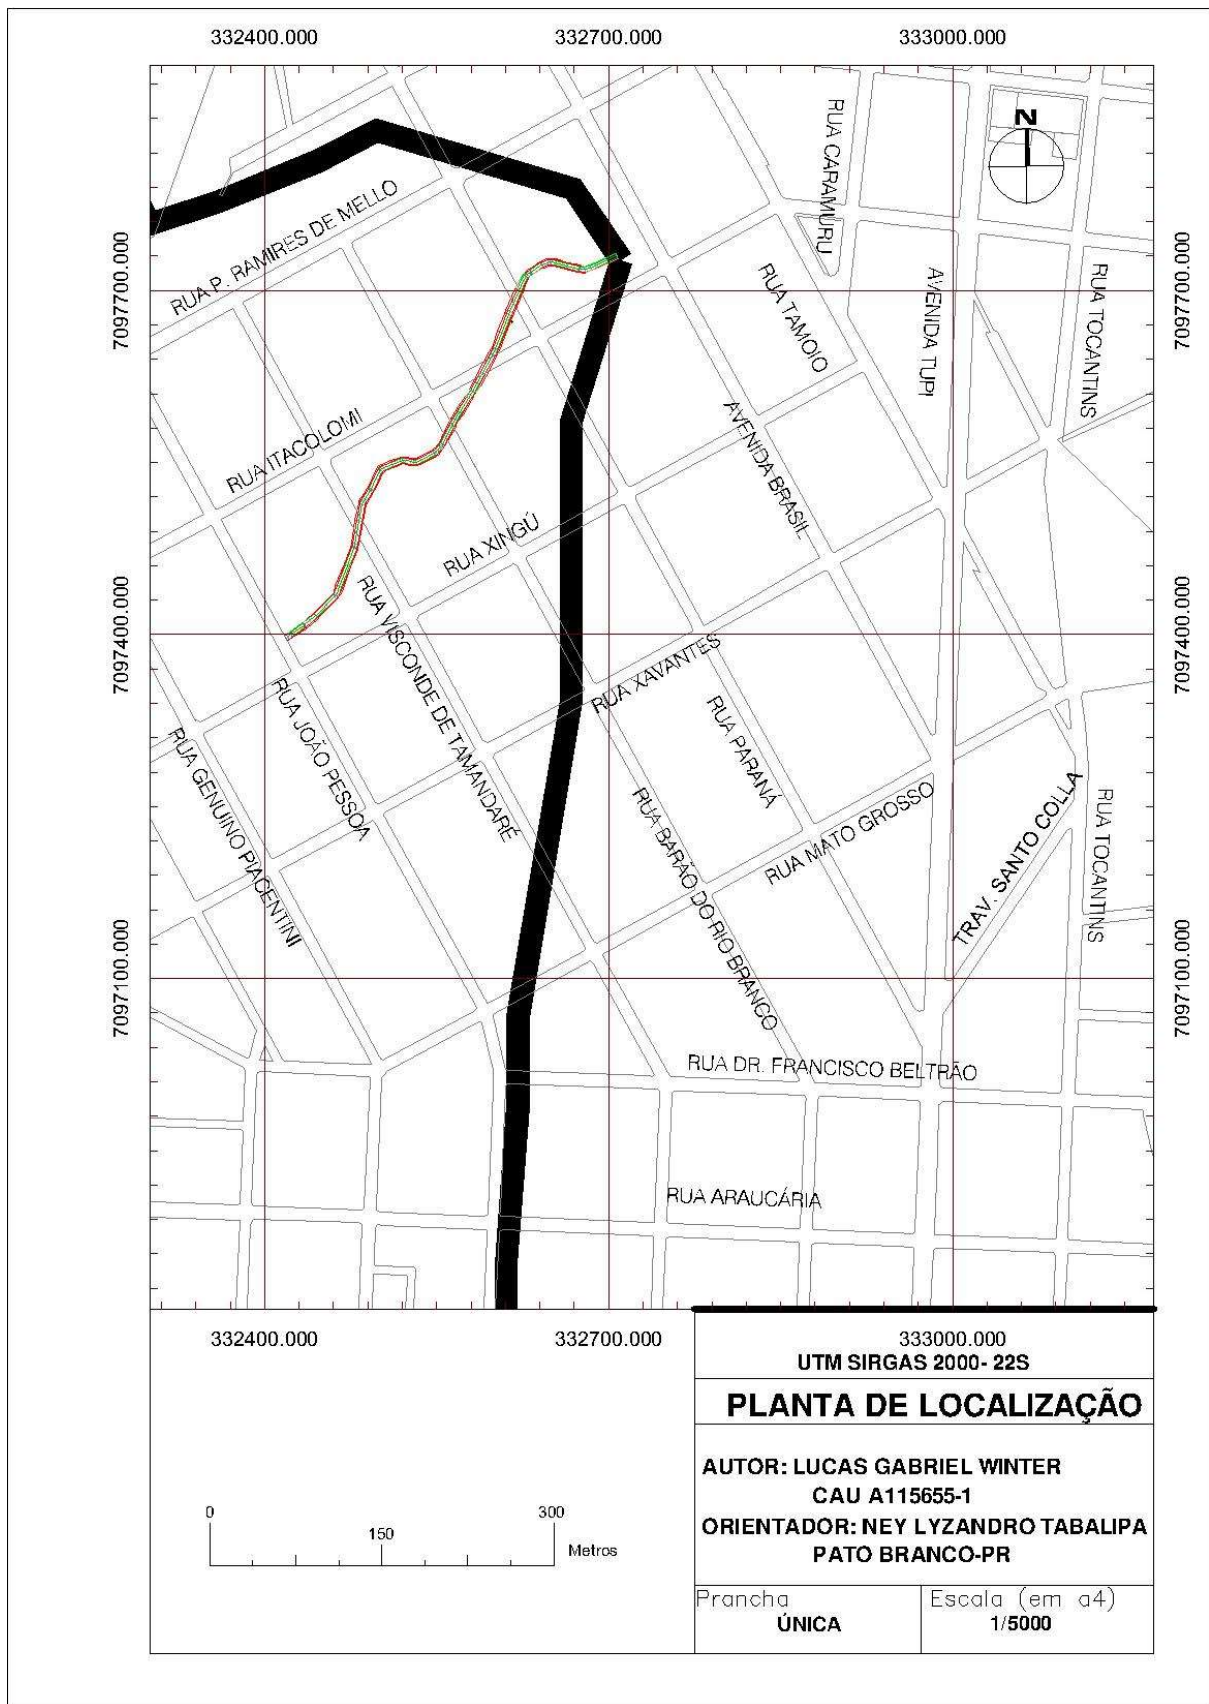 332400.000
332700.000
333000.000
N
RUA CARAMURU
RUA P. RAMIRES DE MELLO
7097700.000
RUA TAMOIO
AVENIDA TUPI
RUA TOCANTINS
7097700.000
RUA ITACOLOMI
AVENIDA BRASIL
RUA XINGÚ
7097400.000
RUA VISCONDE DE TAMANDARÉ
RUA XAVANTES
7097400.000
RUA JOÃO PESSOA
RUA GENUINO PIACENTINI
RUA PARANÁ
RUA BARÃO DO RIO BRANCO
RUA MATO GROSSO
TRAV. SANTO COLLA
RUA TOCANTINS
7097100.000
7097100.000
RUA DR. FRANCISCO BELTRÃO
RUA ARAUCÁRIA
332400.000
332700.000
333000.000
UTM SIRGAS 2000- 22S
PLANTA DE LOCALIZAÇÃO
AUTOR: LUCAS GABRIEL WINTER
CAU A115655-1
ORIENTADOR: NEY LYZANDRO TABALIPA
PATO BRANCO-PR
0
150
300
Metros
Prancha
ÚNICA
Escala (em a4)
1/5000